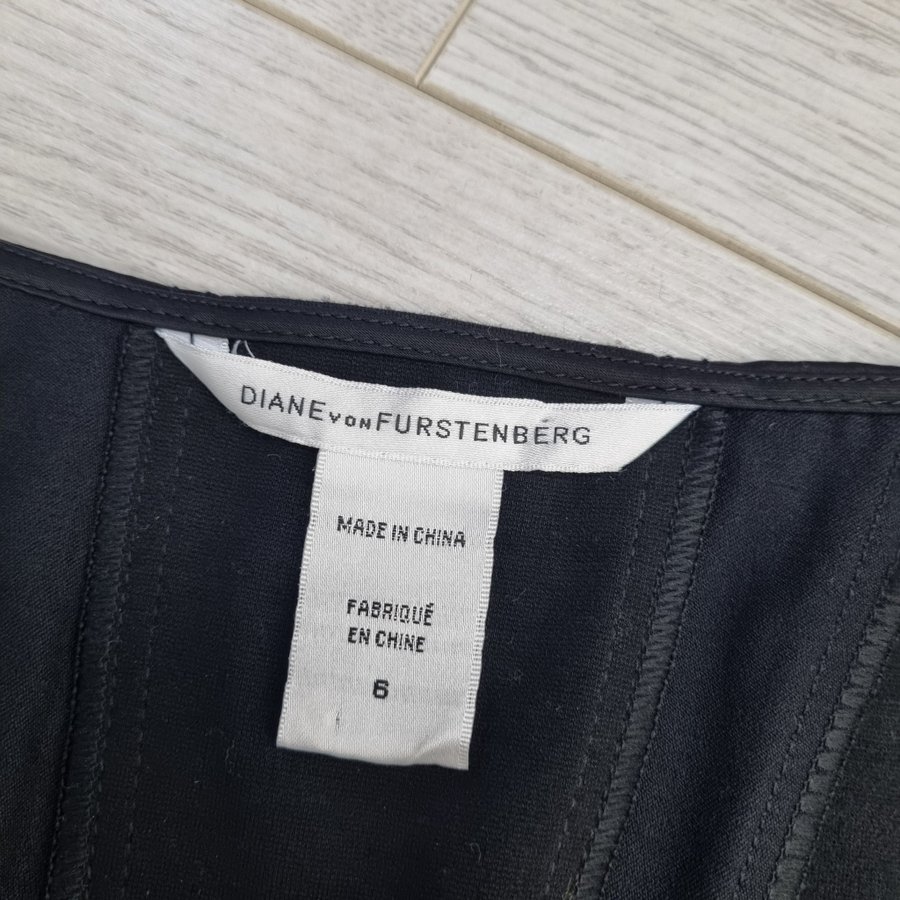 DIANE VON FURSTENBERG
MADE IN CHINA
FABRIQUÉ
EN CHINE
6